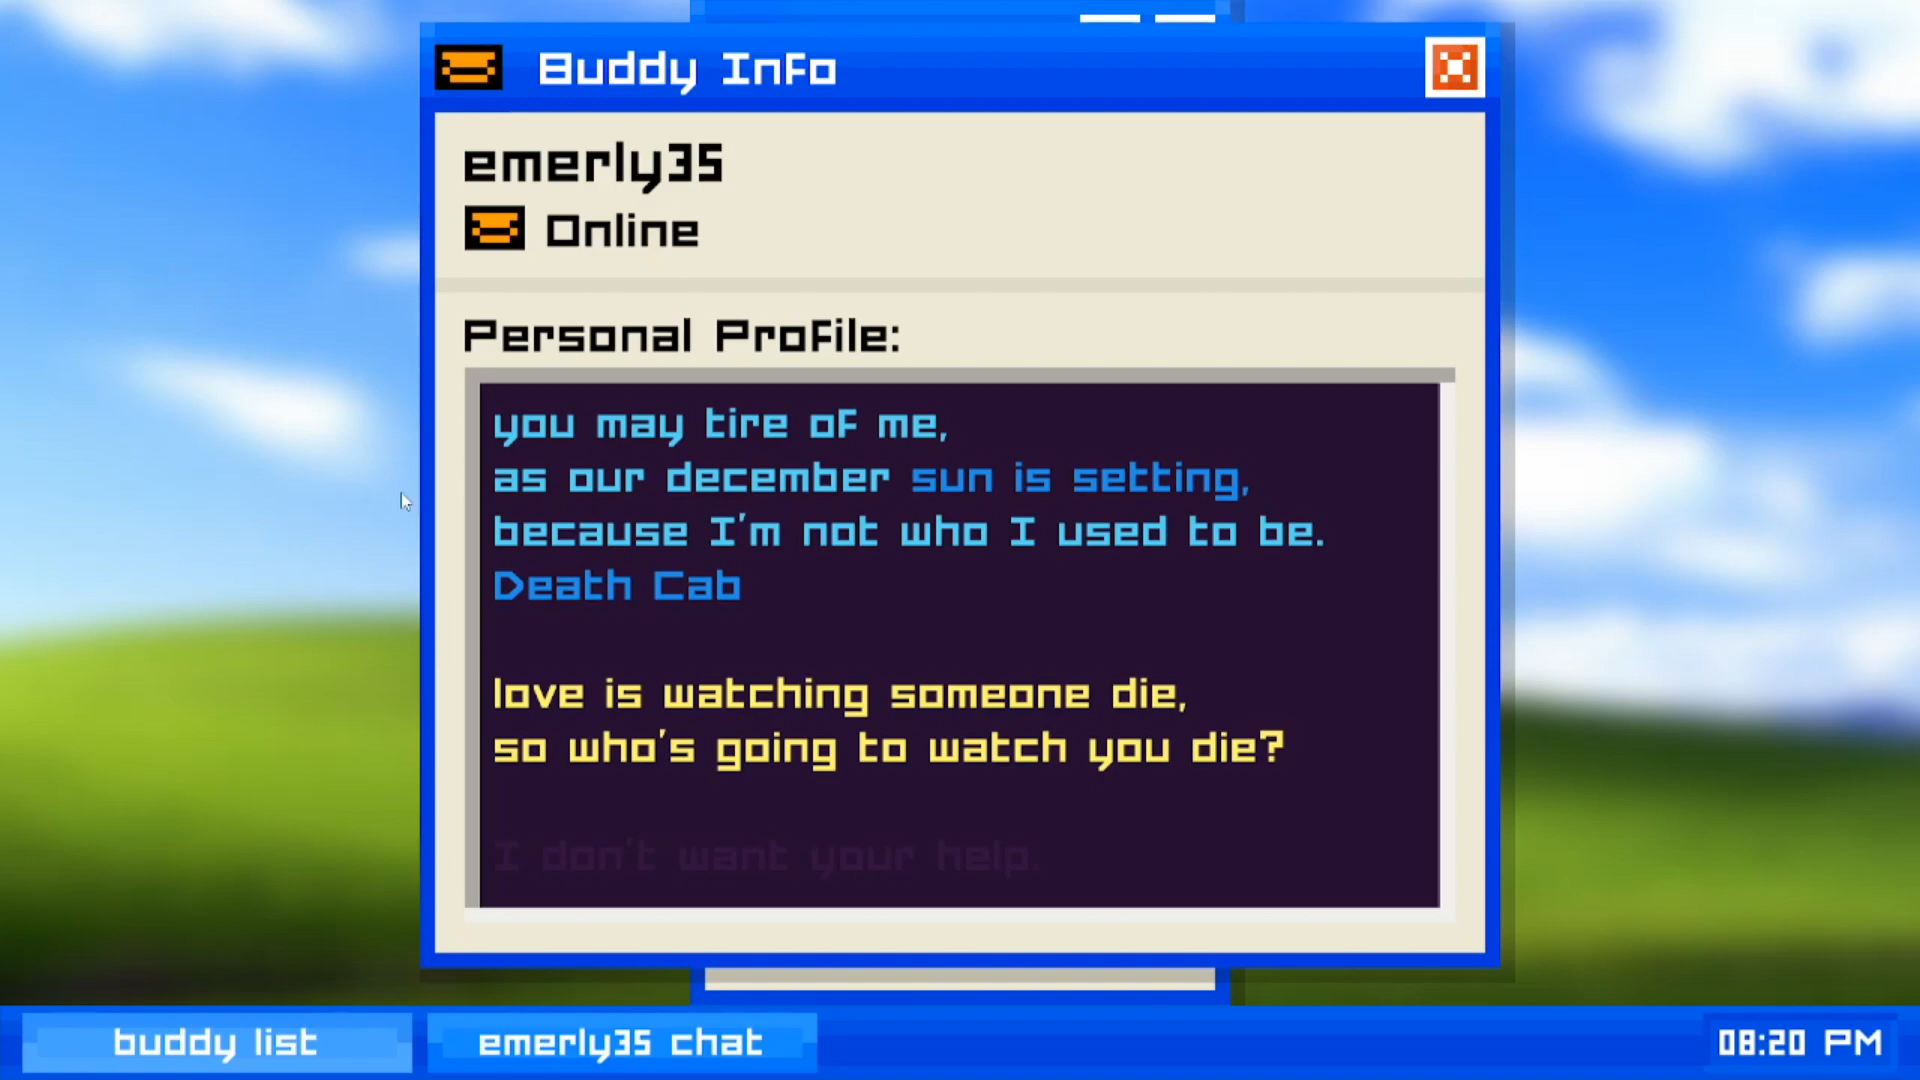 Buddy Info
emerly35
Online
Personal Profile:
you may tire of me,
as our december sun is setting,
because I'm not who I used to be.
Death Cab
love is watching someone die,
so who's going to watch you die?
I don't want your help.
buddy list
emerly35 chat
08:20 PM